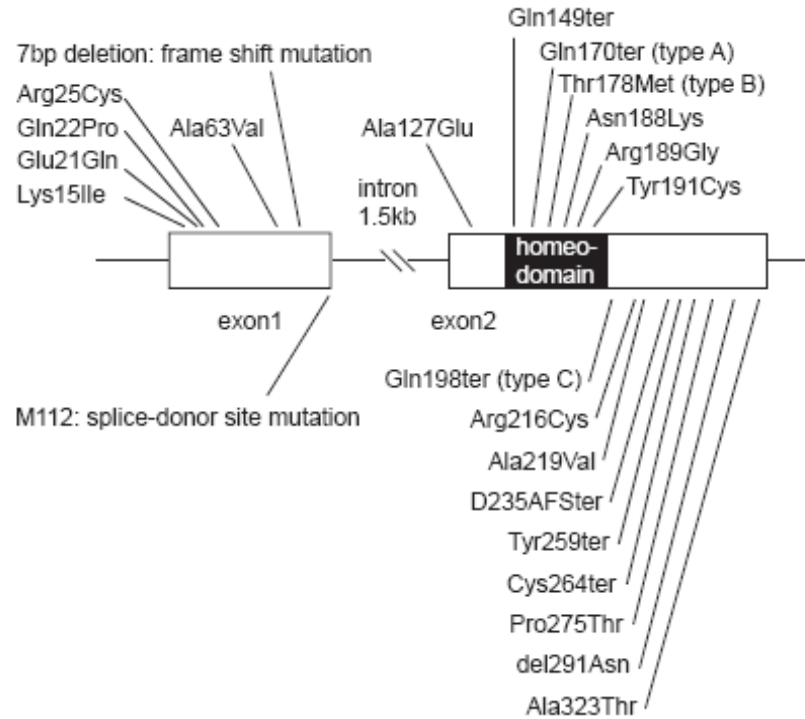 Gln149ter
7bp deletion: frame shift mutation
Gln170ter (type A)
Arg25Cys
Thr178Met (type B)
Gln22Pro
Ala63Val
Ala127Glu
Asn188Lys
Glu21Gln
Arg189Gly
Lys15Ile
Tyr191Cys
intron
1.5kb
homeo-
domain
exon1
exon2
Gln198ter (type C)
M112: splice-donor site mutation
Arg216Cys
Ala219Val
D235AFSter
Tyr259ter
Cys264ter
Pro275Thr
del291Asn
Ala323Thr